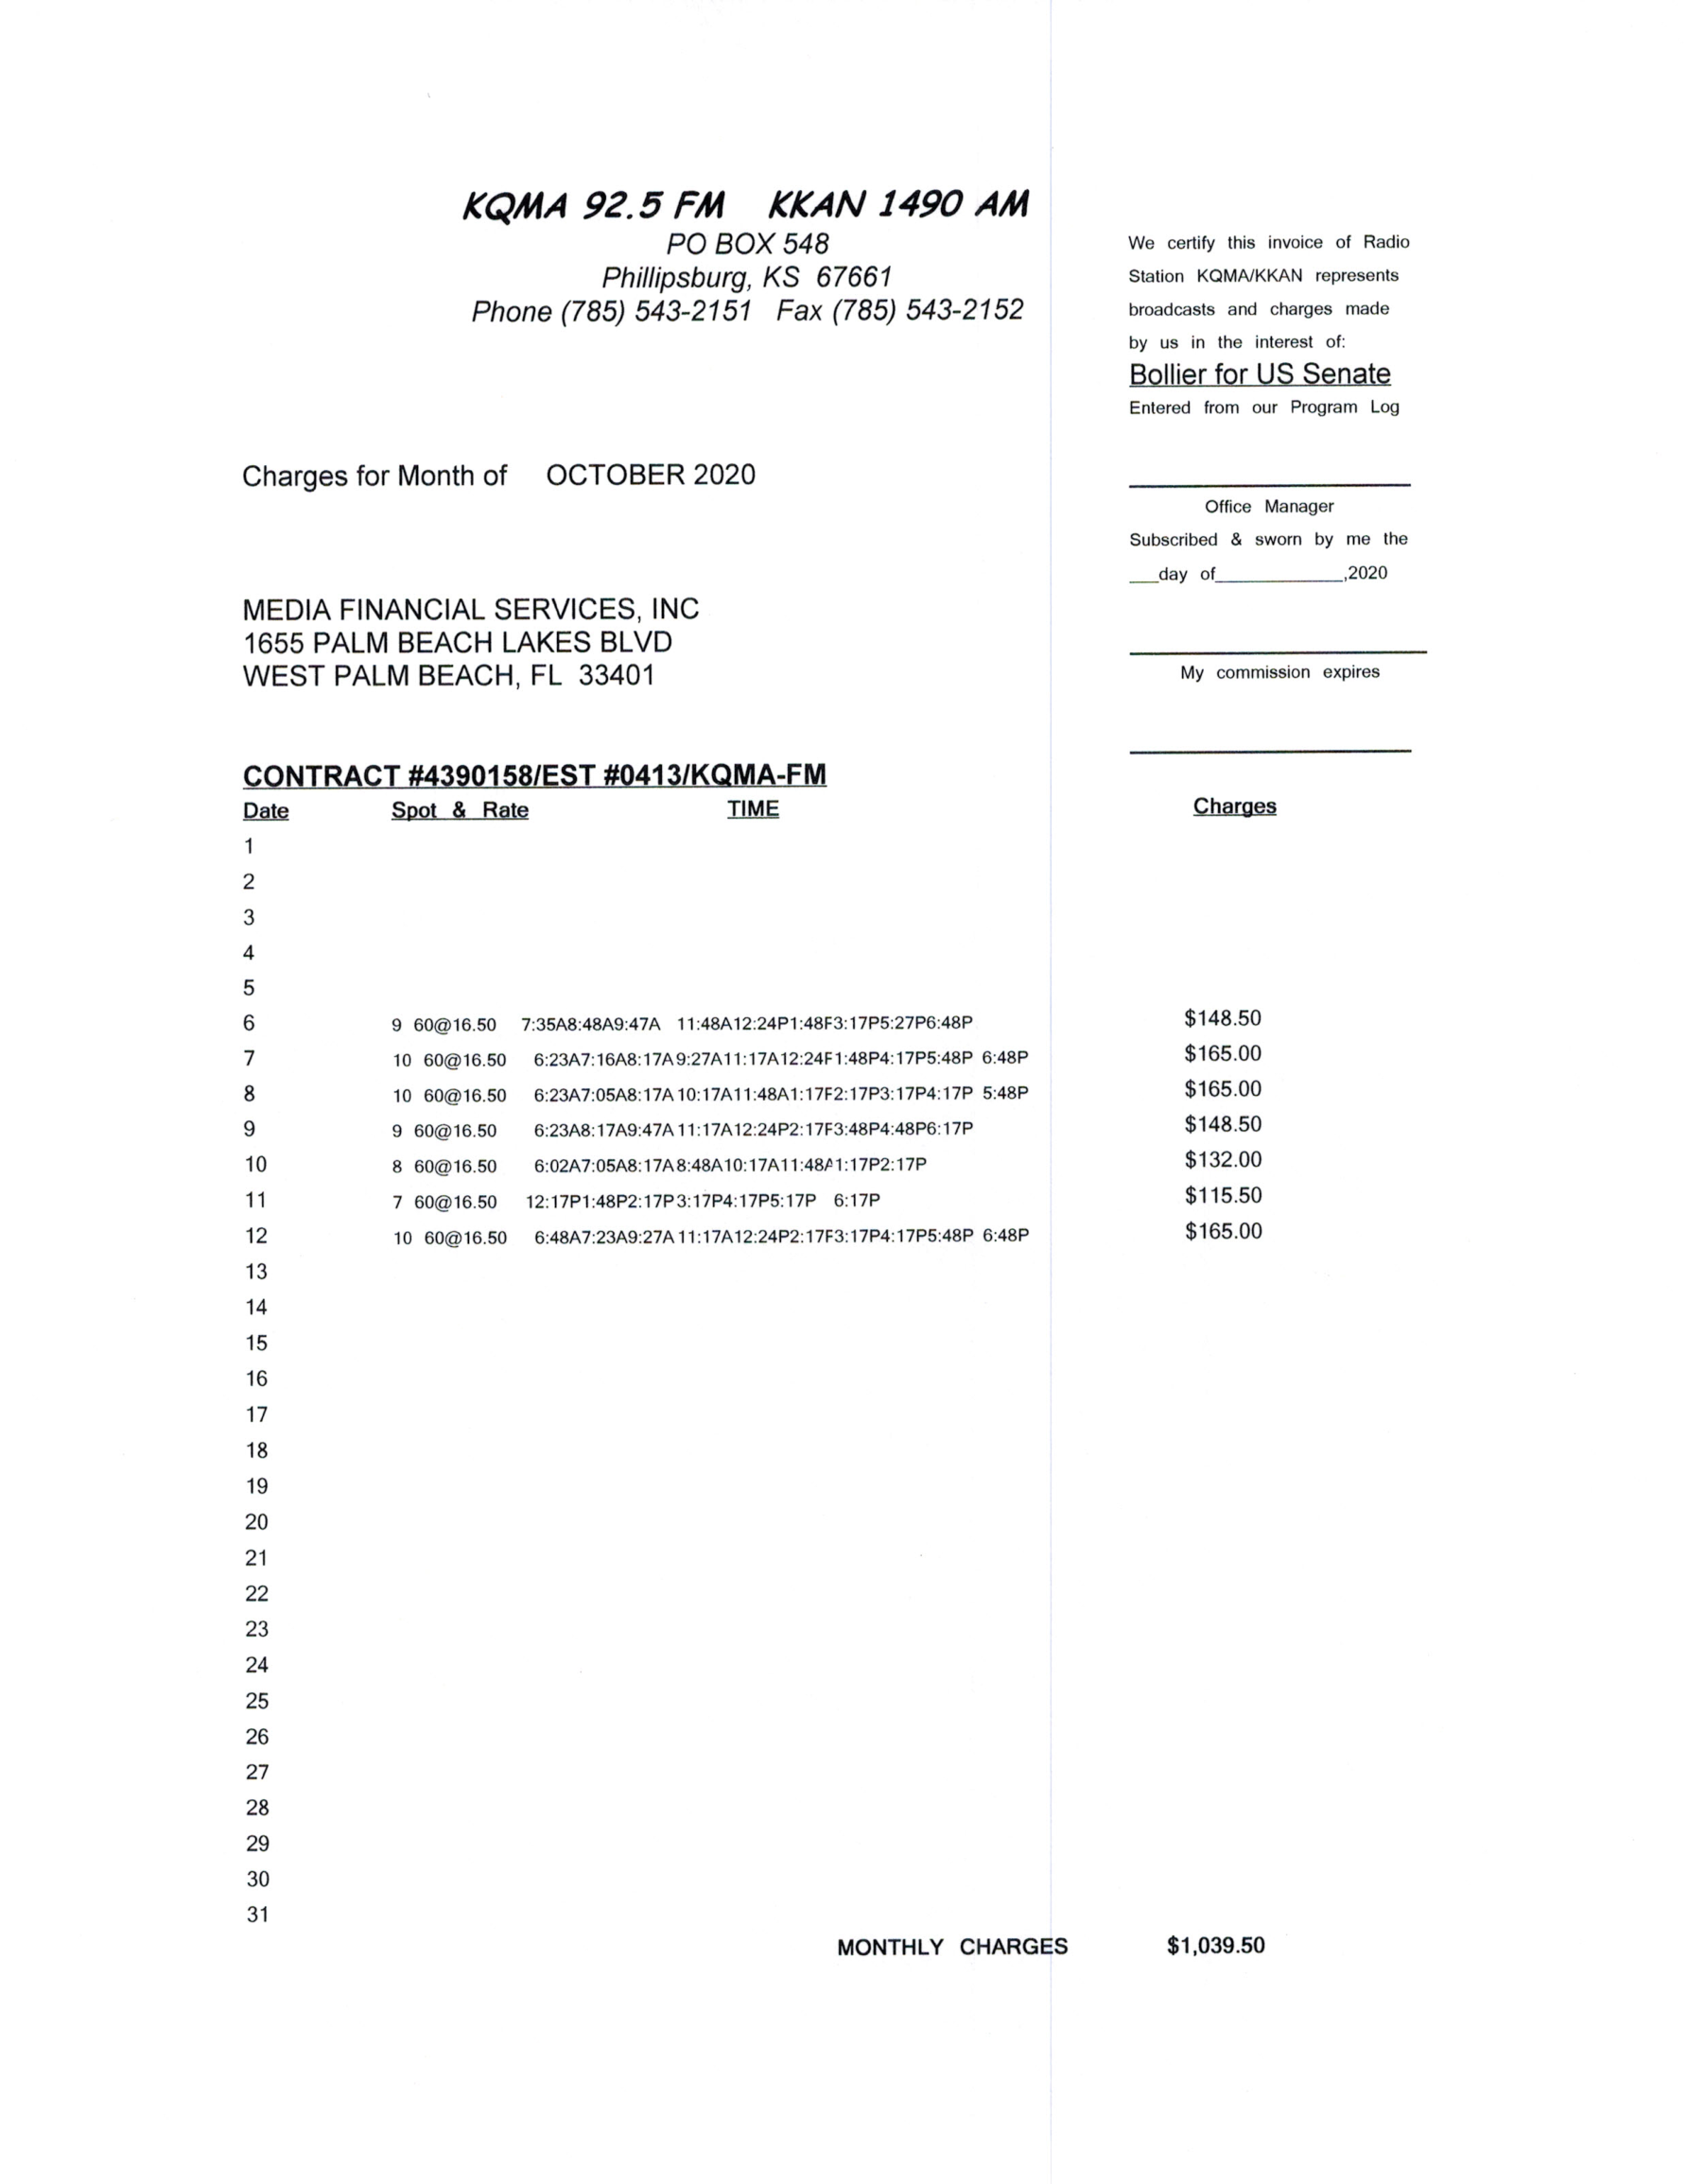 KQMA 92.5 FM KKAN 1490 AM
PO BOX 548
Phillipsburg, KS 67661
Phone (785) 543-2151 Fax (785) 543-2152
We certify this invoice of Radio
Station KQMA/KKAN represents
broadcasts and charges made
by us in the interest of:
Bollier for US Senate
Entered from our Program Log
Charges for Month of OCTOBER 2020
Office Manager
Subscribed & sworn by me the
___day of_____________,2020
MEDIA FINANCIAL SERVICES, INC
1655 PALM BEACH LAKES BLVD
WEST PALM BEACH, FL 33401
My commission expires
CONTRACT #4390158/EST #0413/KQMA-FM
Date Spot & Rate TIME Charges
1
2
3
4
5
6 9 60@16.50 7:35A8:48A9:47A 11:48A12:24P1:48F3:17P5:27P6:48P $148.50
7 10 60@16.50 6:23A7:16A8:17A9:27A11:17A12:24F1:48P4:17P5:48P 6:48P $165.00
8 10 60@16.50 6:23A7:05A8:17A10:17A11:48A1:17F2:17P3:17P4:17P 5:48P $165.00
9 9 60@16.50 6:23A8:17A9:47A11:17A12:24P2:17F3:48P4:48P6:17P $148.50
10 8 60@16.50 6:02A7:05A8:17A8:48A10:17A11:48A1:17P2:17P $132.00
11 7 60@16.50 12:17P1:48P2:17P3:17P4:17P5:17P 6:17P $115.50
12 10 60@16.50 6:48A7:23A9:27A11:17A12:24P2:17F3:17P4:17P5:48P 6:48P $165.00
13
14
15
16
17
18
19
20
21
22
23
24
25
26
27
28
29
30
31
MONTHLY CHARGES $1,039.50